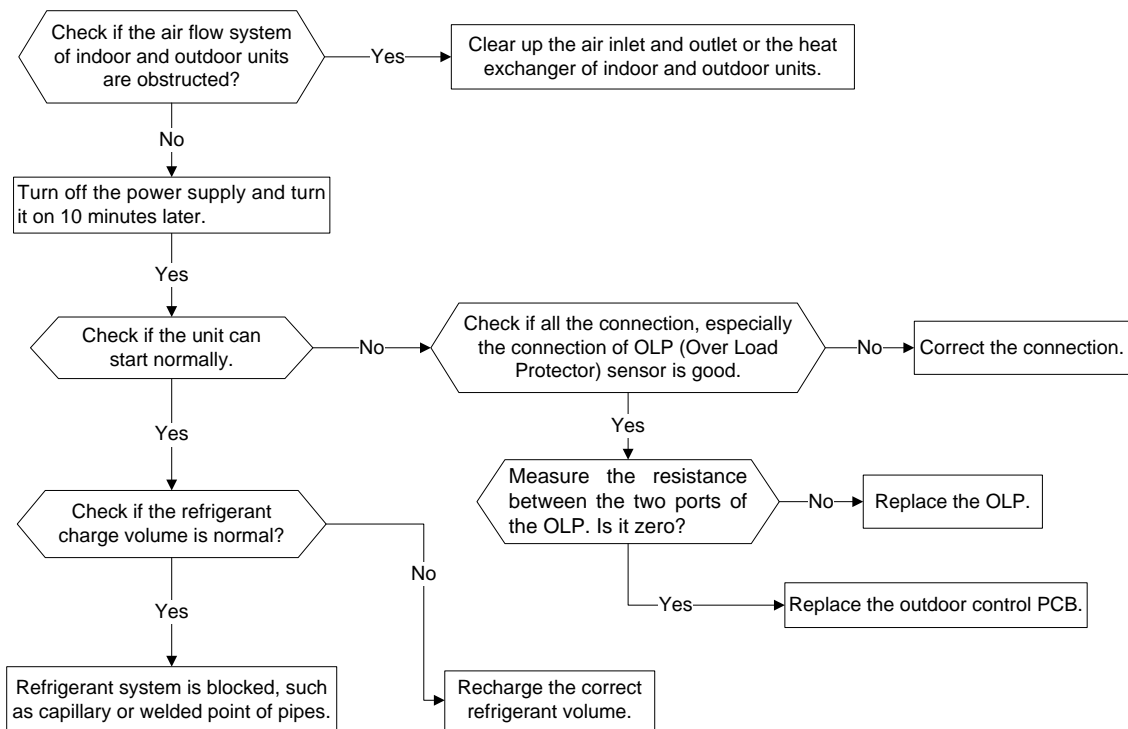 Check if the air flow system
of indoor and outdoor units
are obstructed?
Yes
Clear up the air inlet and outlet or the heat
exchanger of indoor and outdoor units.
No
Turn off the power supply and turn
it on 10 minutes later.
Yes
Check if the unit can
start normally.
No
Check if all the connection, especially
the connection of OLP (Over Load
Protector) sensor is good.
No
Correct the connection.
Yes
Yes
Measure the resistance
between the two ports of
the OLP. Is it zero?
No
Replace the OLP.
Check if the refrigerant
charge volume is normal?
No
Yes
Replace the outdoor control PCB.
Yes
Refrigerant system is blocked, such
as capillary or welded point of pipes.
Recharge the correct
refrigerant volume.